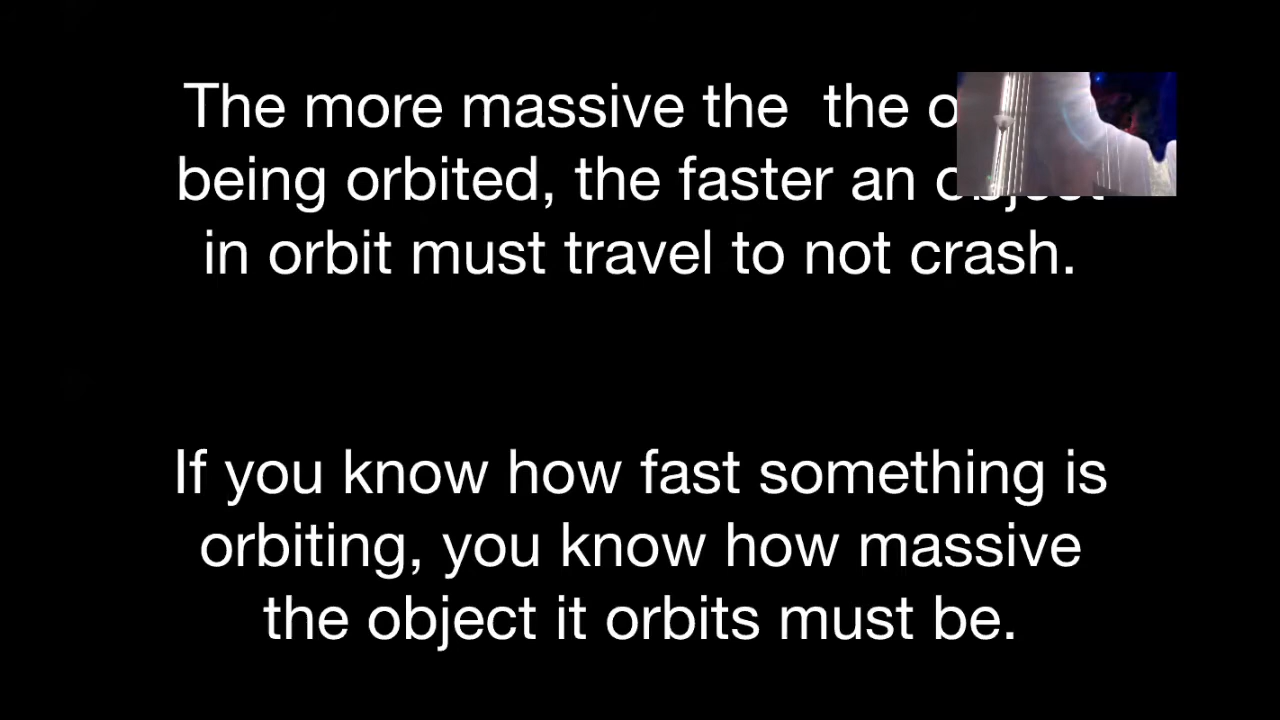 The more massive the  the
being orbited, the faster an object
in orbit must travel to not crash.
If you know how fast something is
orbiting, you know how massive
the object it orbits must be.